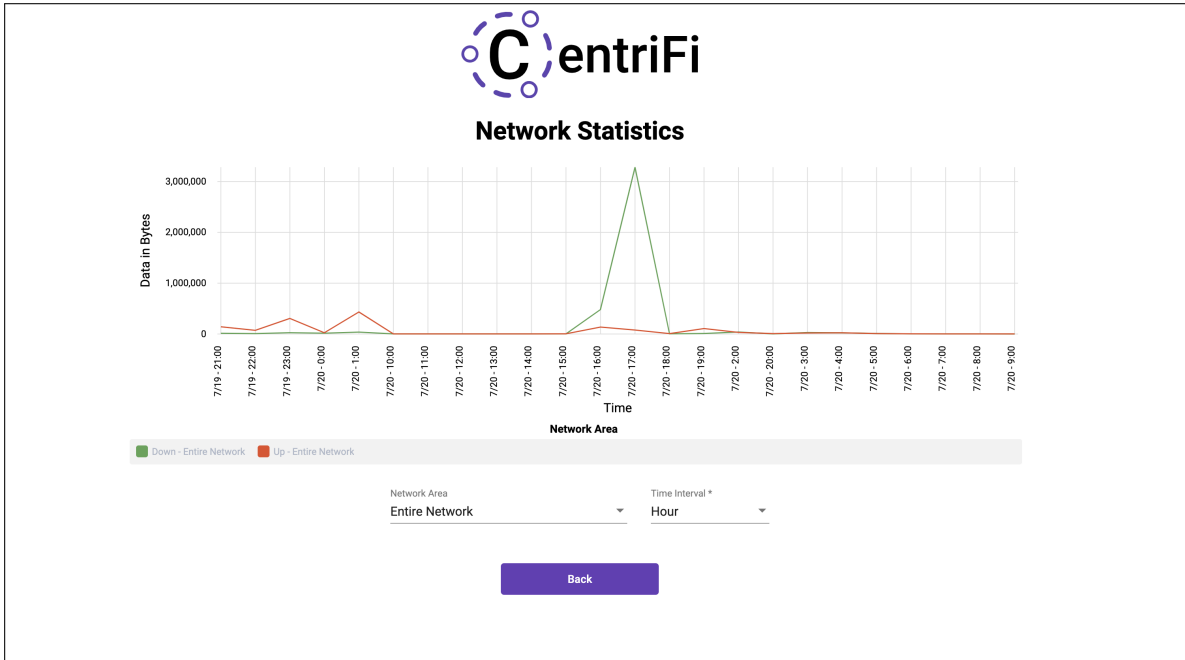 CentriFi
Network Statistics
Data in Bytes
3,000,000
2,000,000
1,000,000
0
7/19 - 21:00
7/19 - 22:00
7/19 - 23:00
7/20 - 0:00
7/20 - 1:00
7/20 - 10:00
7/20 - 11:00
7/20 - 12:00
7/20 - 13:00
7/20 - 14:00
7/20 - 15:00
7/20 - 16:00
7/20 - 17:00
7/20 - 18:00
7/20 - 19:00
7/20 - 2:00
7/20 - 20:00
7/20 - 3:00
7/20 - 4:00
7/20 - 5:00
7/20 - 6:00
7/20 - 7:00
7/20 - 8:00
7/20 - 9:00
Time
Network Area
Down - Entire Network Up - Entire Network
Network Area Time Interval *
Entire Network Hour
Back